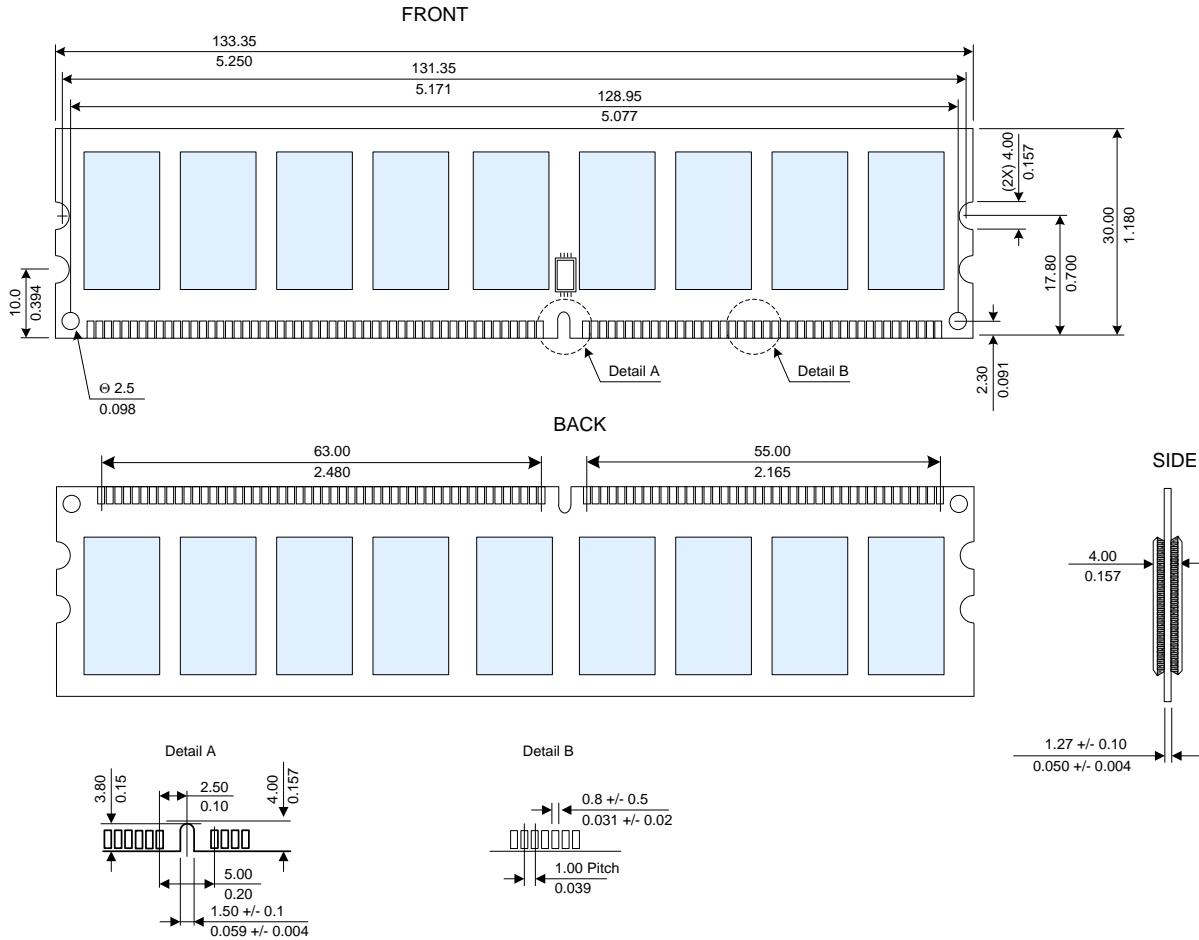 FRONT
133.35
5.250
131.35
5.171
128.95
5.077
(2X) 4.00
0.157
30.00
1.180
17.80
0.700
10.0
0.394
2.30
0.091
Θ 2.5
0.098
Detail A
Detail B
BACK
63.00
2.480
55.00
2.165
SIDE
4.00
0.157
1.27 +/- 0.10
0.050 +/- 0.004
Detail A
3.80
0.15
2.50
0.10
4.00
0.157
5.00
0.20
1.50 +/- 0.1
0.059 +/- 0.004
Detail B
0.8 +/- 0.5
0.031 +/- 0.02
1.00 Pitch
0.039